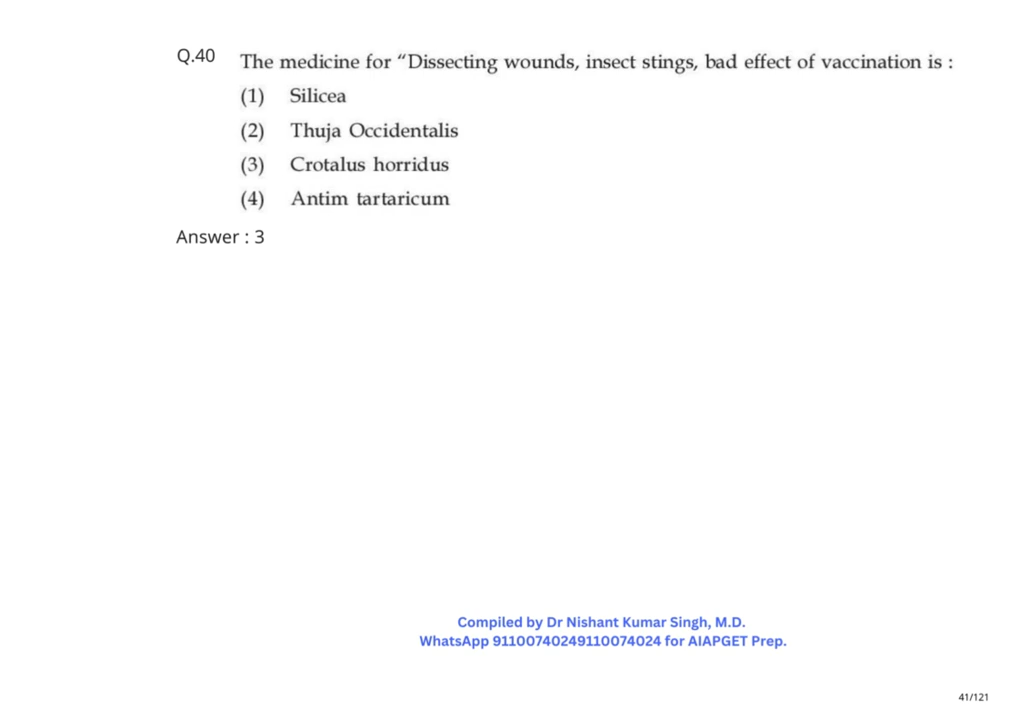 Q.40 The medicine for “Dissecting wounds, insect stings, bad effect of vaccination is :
(1) Silicea
(2) Thuja Occidentalis
(3) Crotalus horridus
(4) Antim tartaricum
Answer : 3
Compiled by Dr Nishant Kumar Singh, M.D.
WhatsApp 91100740249110074024 for AIAPGET Prep.
41/121